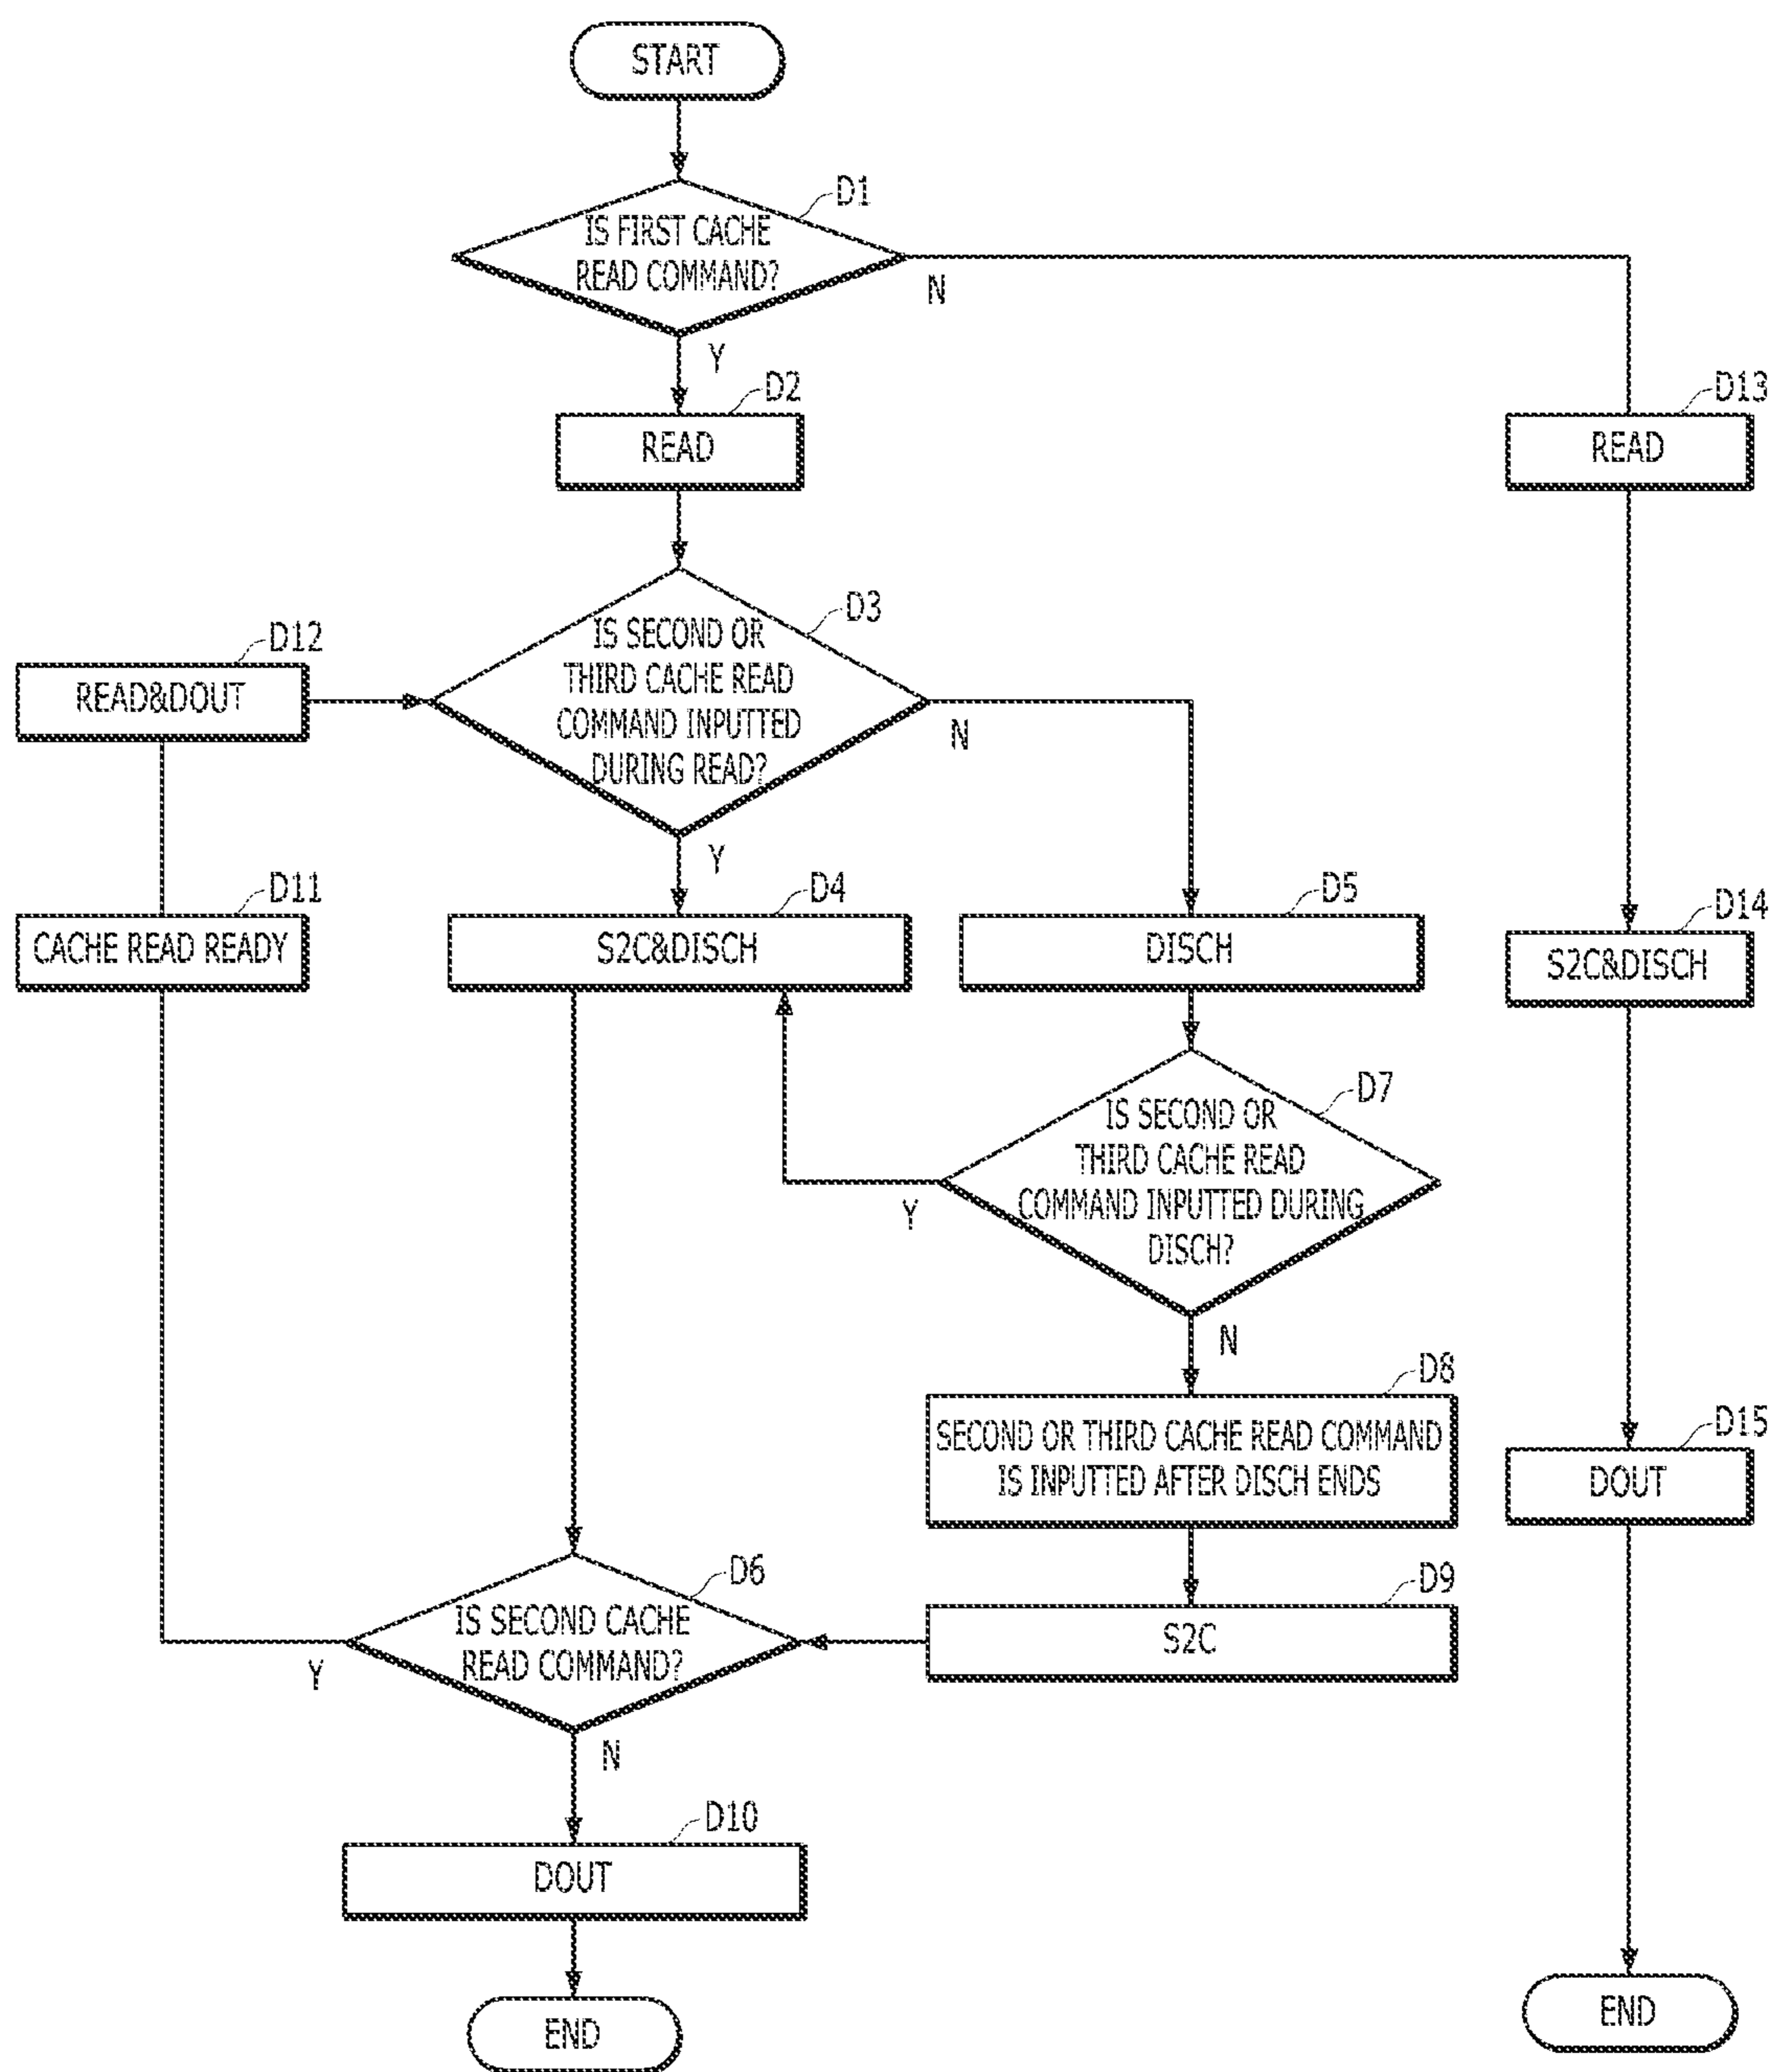 START
D1
IS FIRST CACHE
READ COMMAND?
N
Y
D2
READ
D13
READ
D3
IS SECOND OR
THIRD CACHE READ
COMMAND INPUTTED
DURING READ?
D12
READ&DOUT
N
Y
D11
CACHE READ READY
D4
S2C&DISCH
D5
DISCH
D14
S2C&DISCH
D7
IS SECOND OR
THIRD CACHE READ
COMMAND INPUTTED DURING
DISCH?
Y
N
D8
SECOND OR THIRD CACHE READ COMMAND
IS INPUTTED AFTER DISCH ENDS
D15
DOUT
D6
IS SECOND CACHE
READ COMMAND?
D9
S2C
Y
N
D10
DOUT
END
END